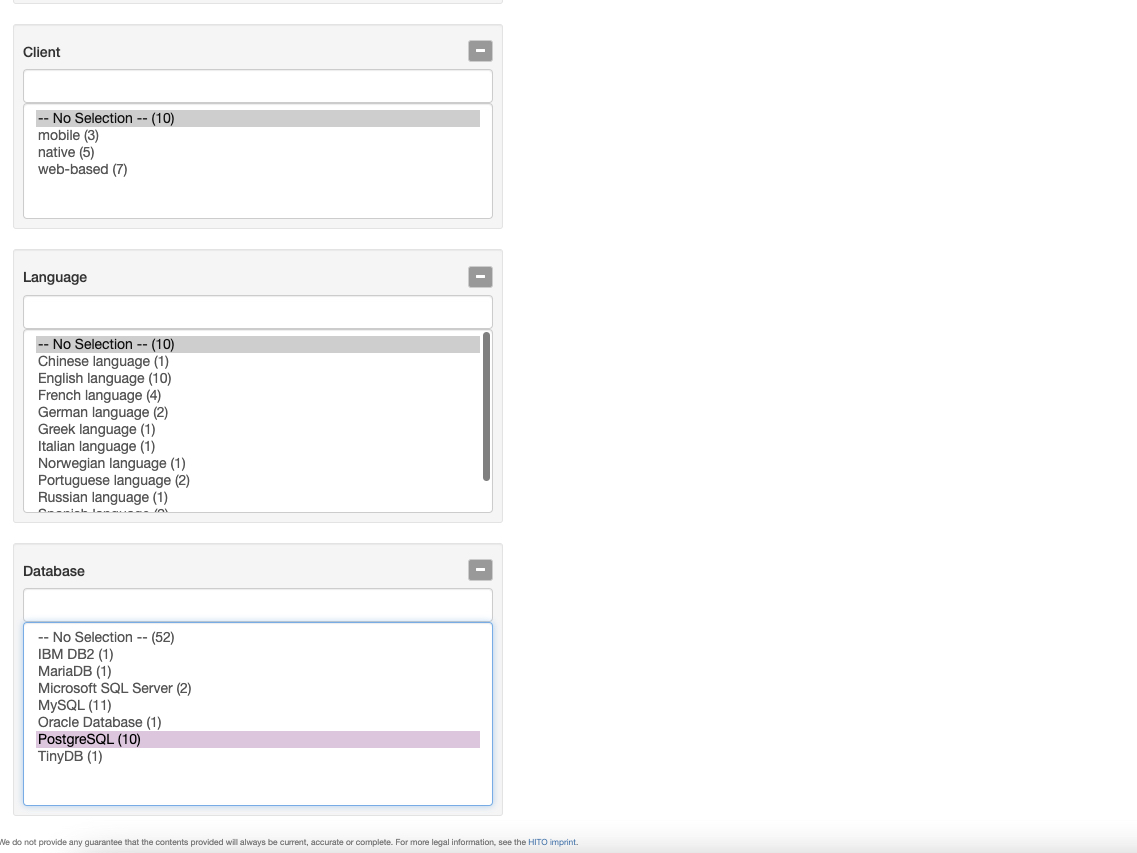 Client
-- No Selection -- (10)
mobile (3)
native (5)
web-based (7)
Language
-- No Selection -- (10)
Chinese language (1)
English language (10)
French language (4)
German language (2)
Greek language (1)
Italian language (1)
Norwegian language (1)
Portuguese language (2)
Russian language (1)
Spanish language
Database
-- No Selection -- (52)
IBM DB2 (1)
MariaDB (1)
Microsoft SQL Server (2)
MySQL (11)
Oracle Database (1)
PostgreSQL (10)
TinyDB (1)
We do not provide any guarantee that the contents provided will always be current, accurate or complete. For more legal information, see the HITO imprint.